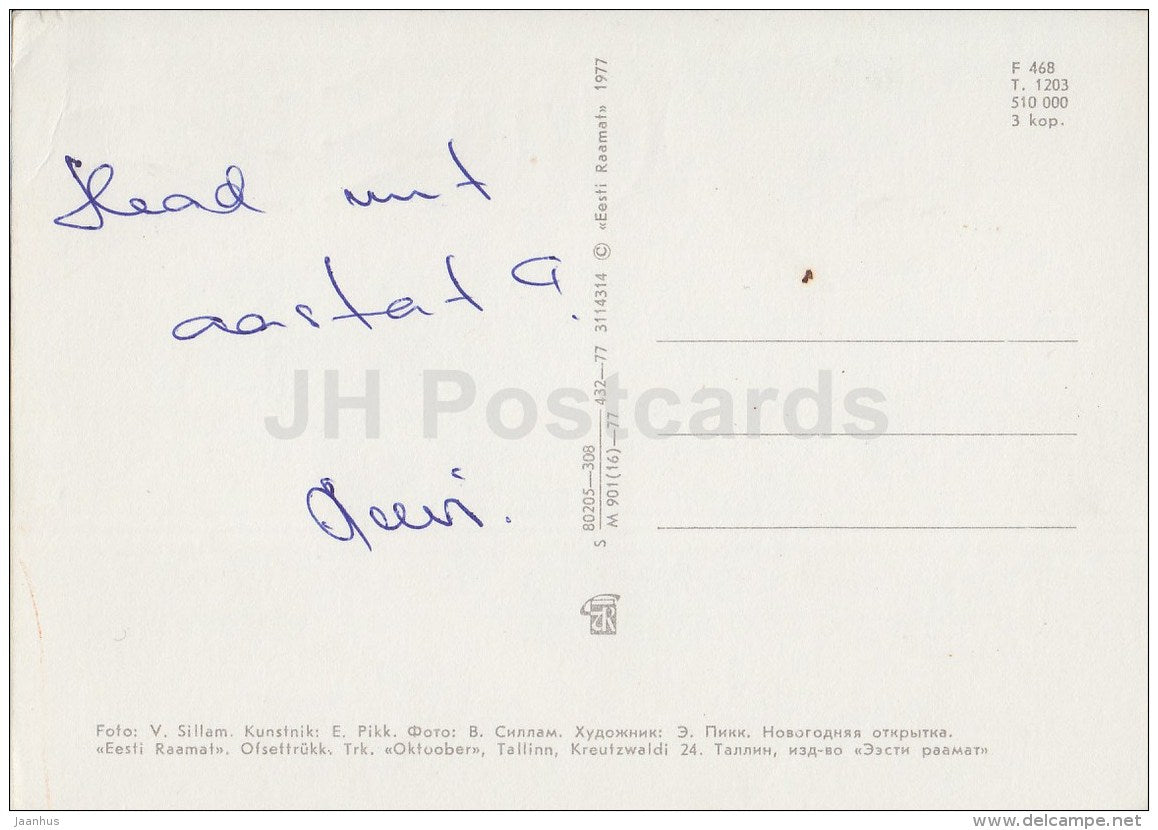 Head uut
aastat
F 468
T. 1203
510 000
3 kop.
S 80205—308 / M 901(16)—77 432—77 3114314 © «Eesti Raamat» 1977
JH Postcards
ER
Foto: V. Sillam. Kunstnik: E. Pikk. Фото: В. Силлам. Художник: Э. Пикк. Новогодняя открытка.
«Eesti Raamat». Ofsettrükk. Trk. «Oktoober», Tallinn, Kreutzwaldi 24. Таллин, изд-во «Ээсти раамат»
Jaanhus
www.delcampe.net